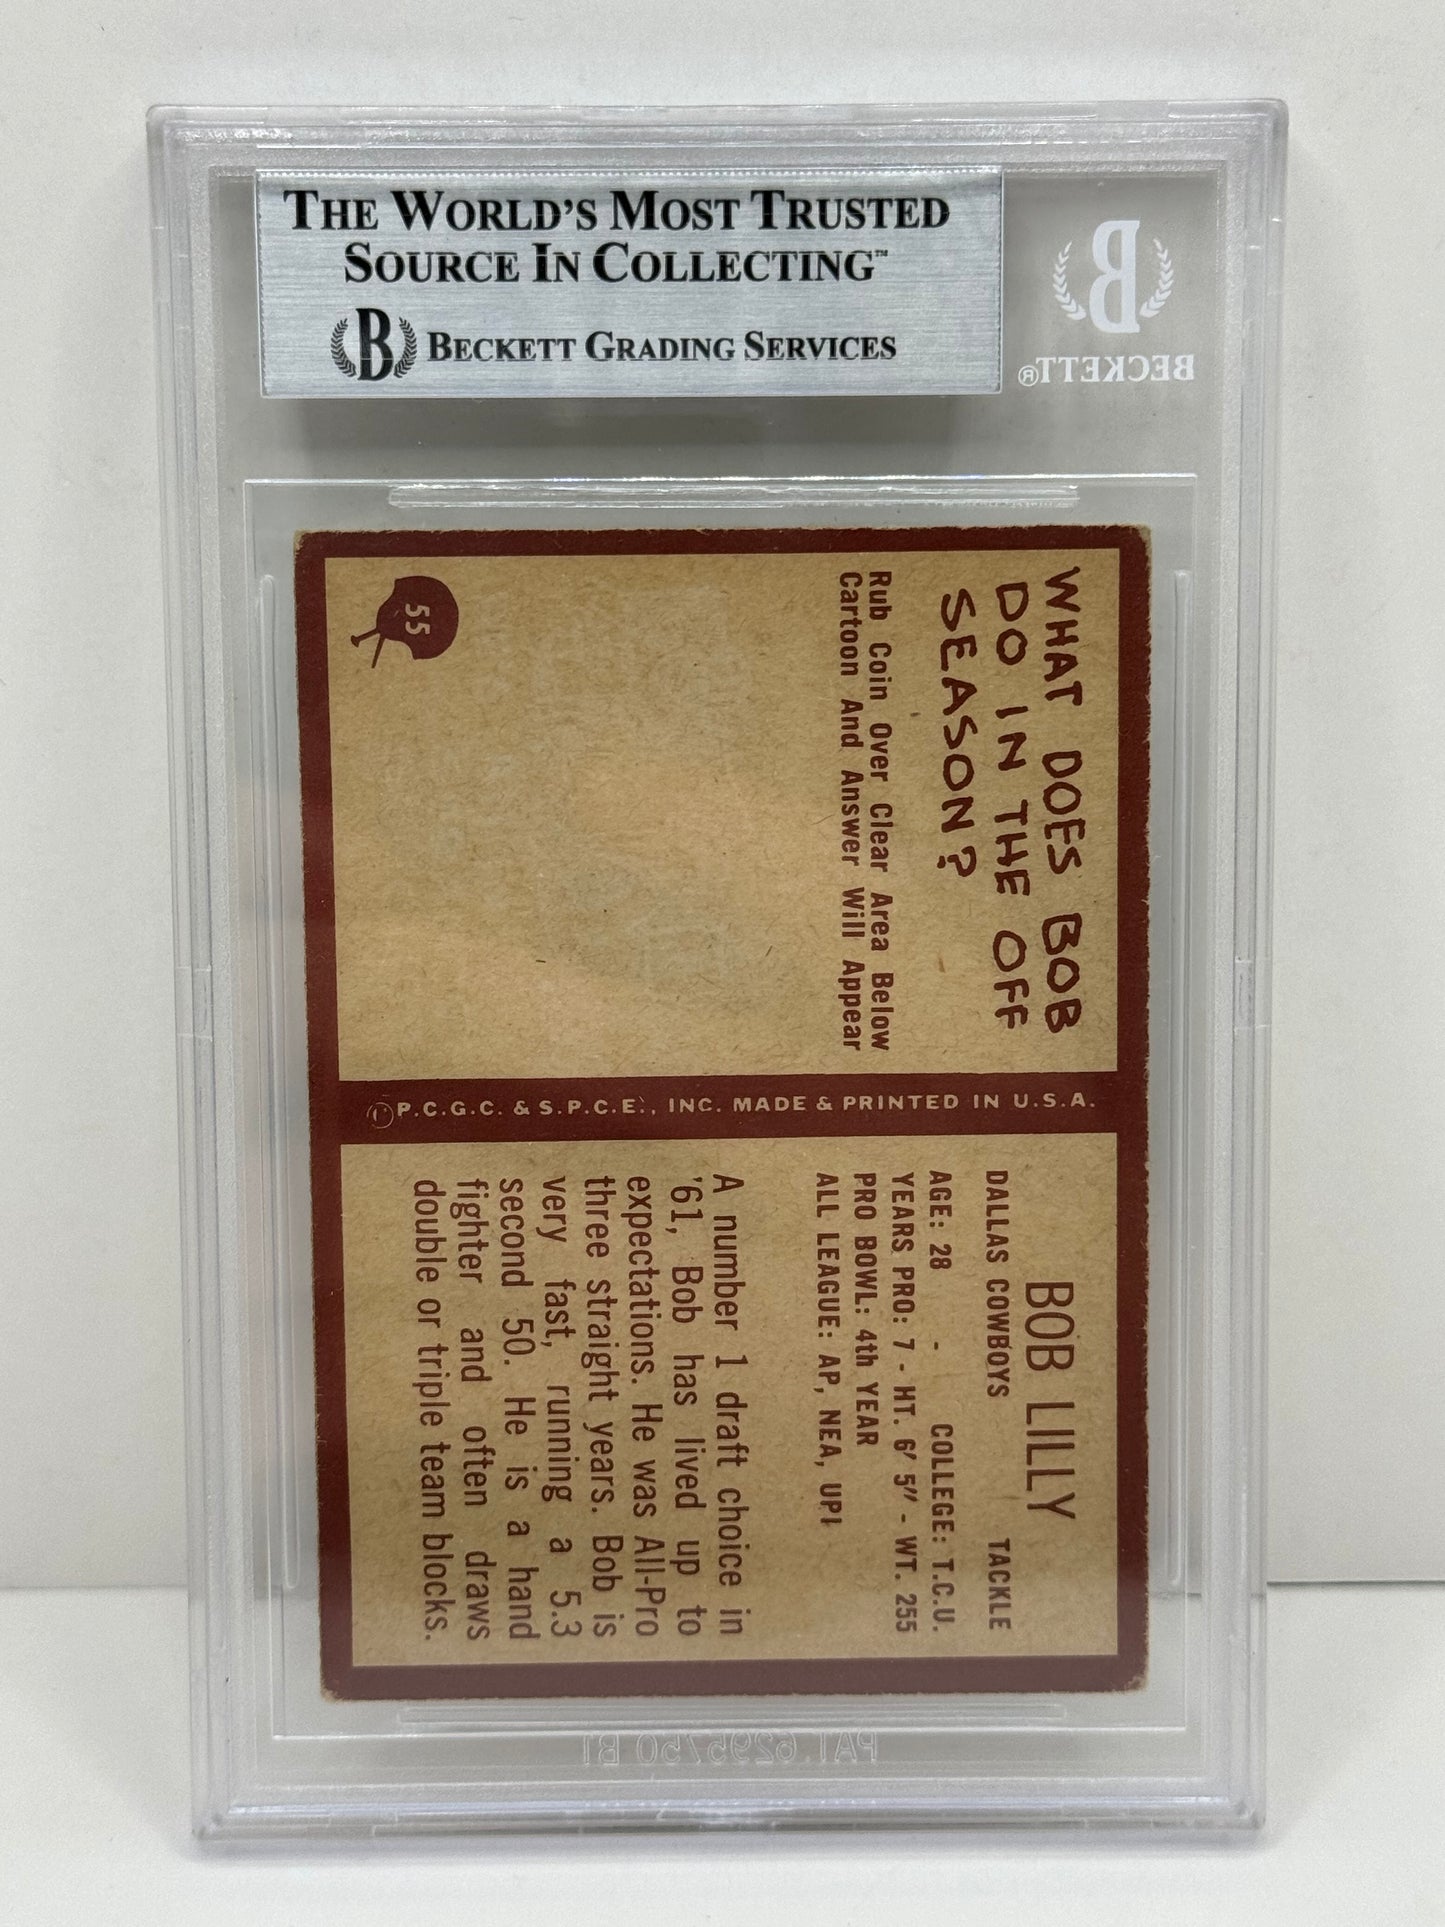 THE WORLD'S MOST TRUSTED
SOURCE IN COLLECTING™
B BECKETT GRADING SERVICES
B
BECKETT®
WHAT DOES BOB
DO IN THE OFF
SEASON?
Rub Coin Over Clear Area Below
Cartoon And Answer Will Appear
55
©P.C.G.C. & S.P.C.E., INC. MADE & PRINTED IN U.S.A.
BOB LILLY
DALLAS COWBOYS TACKLE
AGE: 28 - COLLEGE: T.C.U.
YEARS PRO: 7 - HT. 6' 5" - WT. 255
PRO BOWL: 4th YEAR
ALL LEAGUE: AP, NEA, UPI
A number 1 draft choice in
'61, Bob has lived up to
expectations. He was All-Pro
three straight years. Bob is
very fast, running a 5.3
second 50. He is a hand
fighter and often draws
double or triple team blocks.
PAT. 6295750 B1